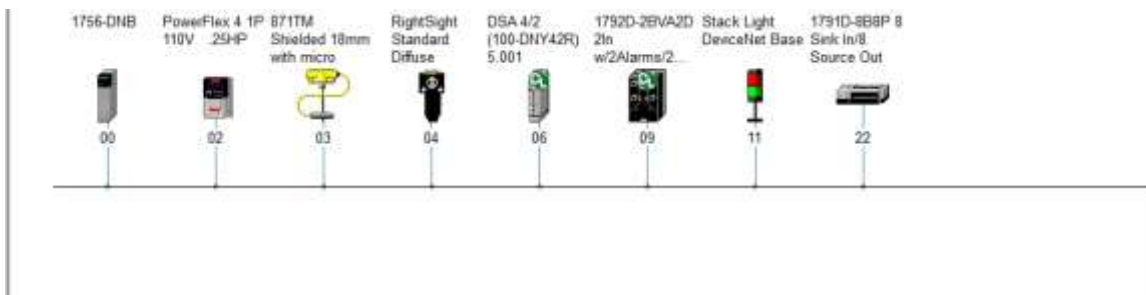 1756-DNB
PowerFlex 4 1P
110V .25HP
871TM
Shielded 18mm
with micro
RightSight
Standard
Diffuse
DSA 4/2
(100-DNY42R)
5.001
1792D-2BVA2D
2In
w/2Alarms/2...
Stack Light
DeviceNet Base
1791D-8B8P 8
Sink In/8
Source Out
00
02
03
04
06
09
11
22